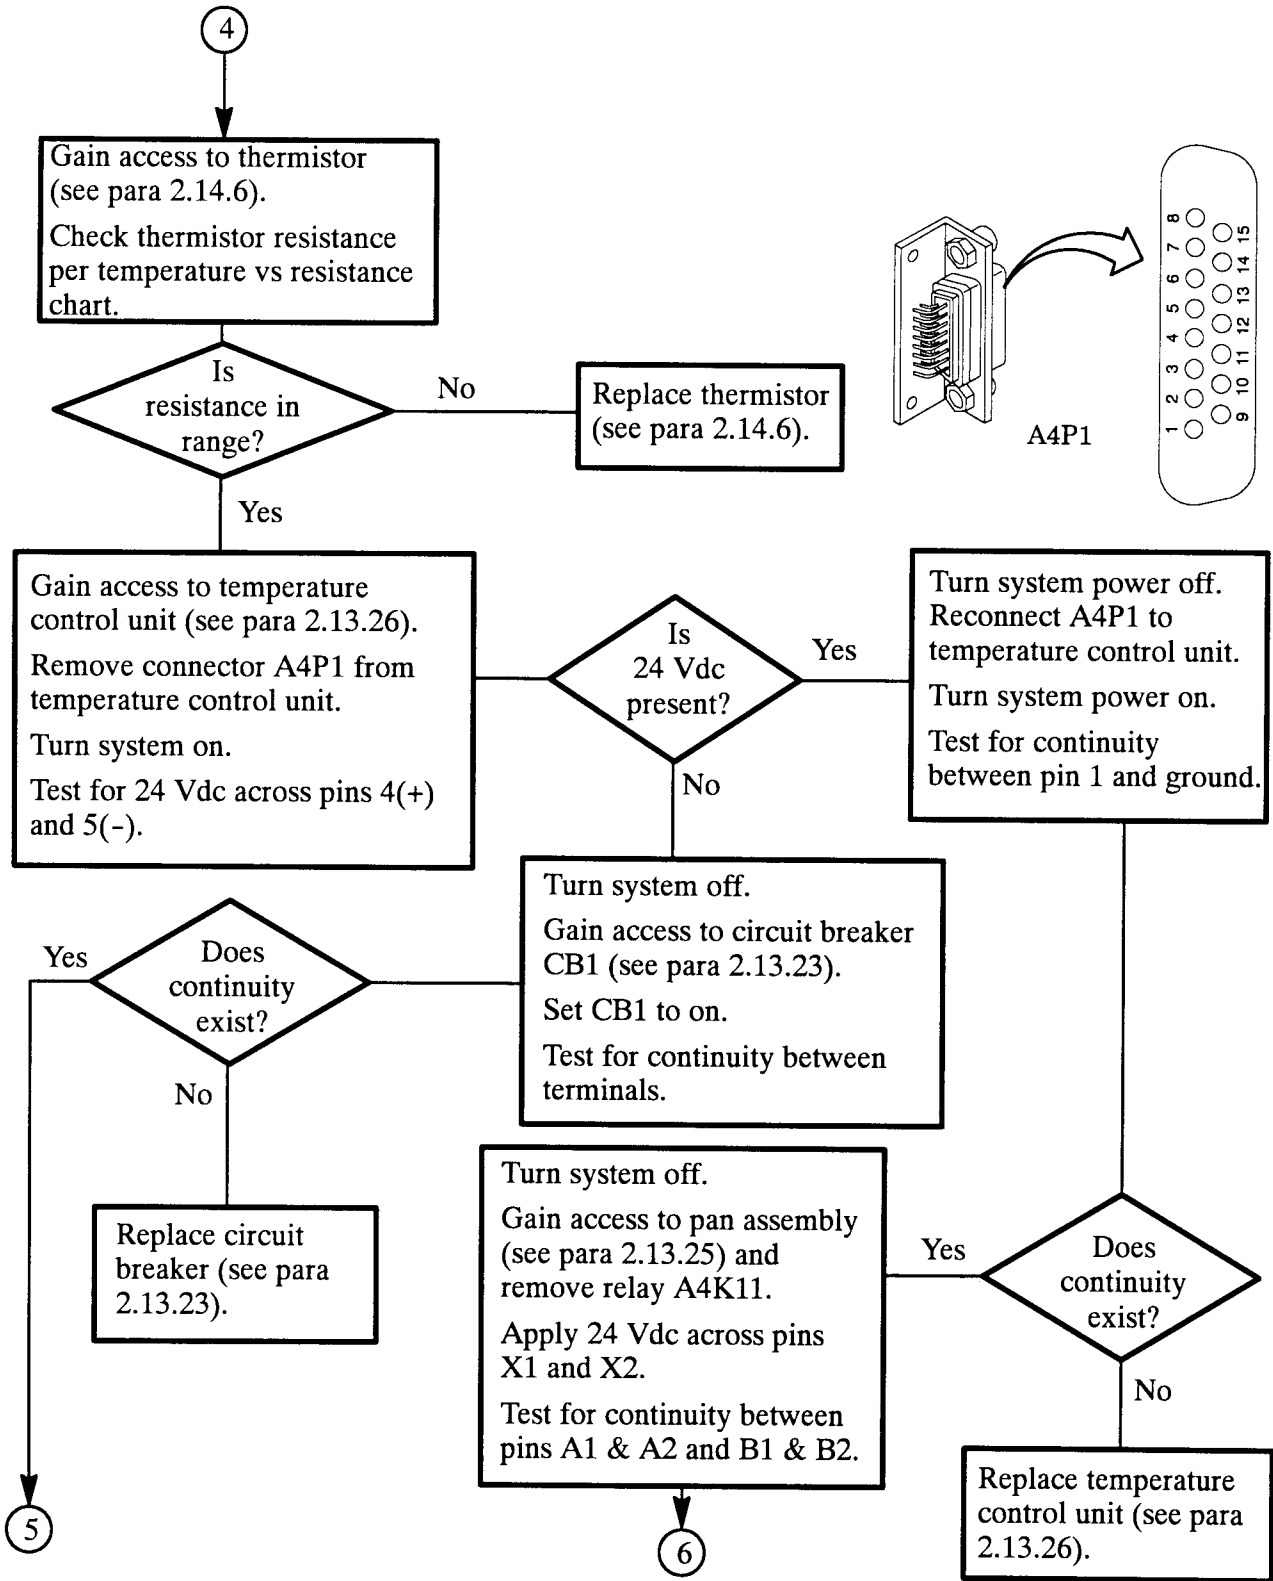 4
Gain access to thermistor
(see para 2.14.6).
Check thermistor resistance
per temperature vs resistance
chart.
Is
resistance in
range?
No
Replace thermistor
(see para 2.14.6).
A4P1
8
7
6
5
4
3
2
1
15
14
13
12
11
10
9
Yes
Gain access to temperature
control unit (see para 2.13.26).
Remove connector A4P1 from
temperature control unit.
Turn system on.
Test for 24 Vdc across pins 4(+)
and 5(-).
Is
24 Vdc
present?
Yes
Turn system power off.
Reconnect A4P1 to
temperature control unit.
Turn system power on.
Test for continuity
between pin 1 and ground.
No
Turn system off.
Gain access to circuit breaker
CB1 (see para 2.13.23).
Set CB1 to on.
Test for continuity between
terminals.
Does
continuity
exist?
Yes
No
Replace circuit
breaker (see para
2.13.23).
5
Does
continuity
exist?
Yes
Turn system off.
Gain access to pan assembly
(see para 2.13.25) and
remove relay A4K11.
Apply 24 Vdc across pins
X1 and X2.
Test for continuity between
pins A1 & A2 and B1 & B2.
6
No
Replace temperature
control unit (see para
2.13.26).